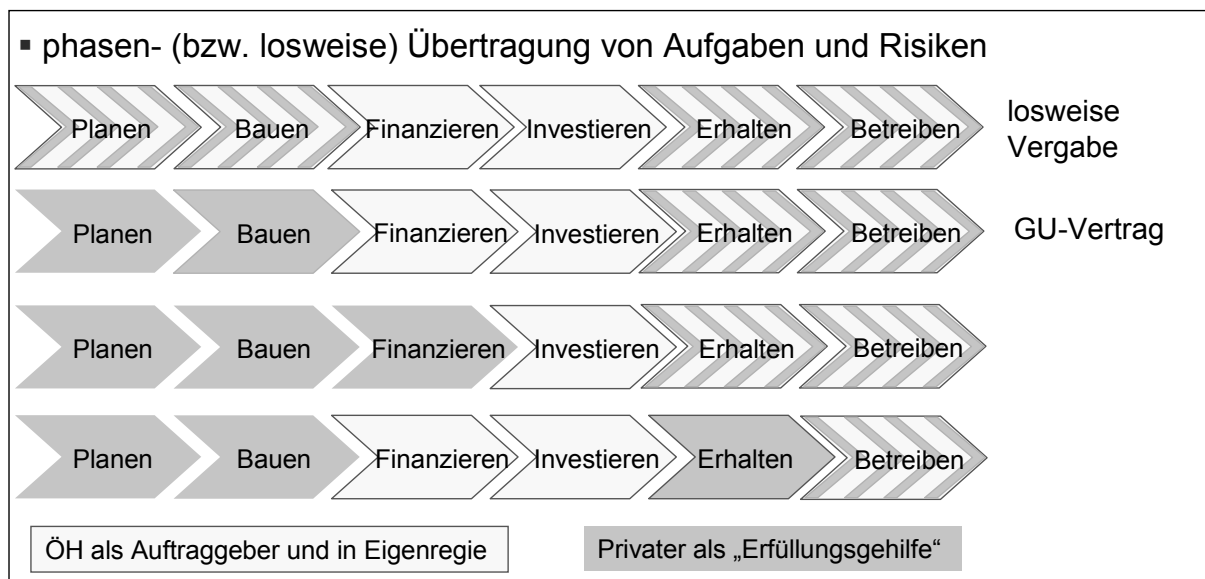 ▪ phasen- (bzw. losweise) Übertragung von Aufgaben und Risiken
Planen Bauen Finanzieren Investieren Erhalten Betreiben losweise
Vergabe
Planen Bauen Finanzieren Investieren Erhalten Betreiben GU-Vertrag
Planen Bauen Finanzieren Investieren Erhalten Betreiben
Planen Bauen Finanzieren Investieren Erhalten Betreiben
ÖH als Auftraggeber und in Eigenregie Privater als „Erfüllungsgehilfe“